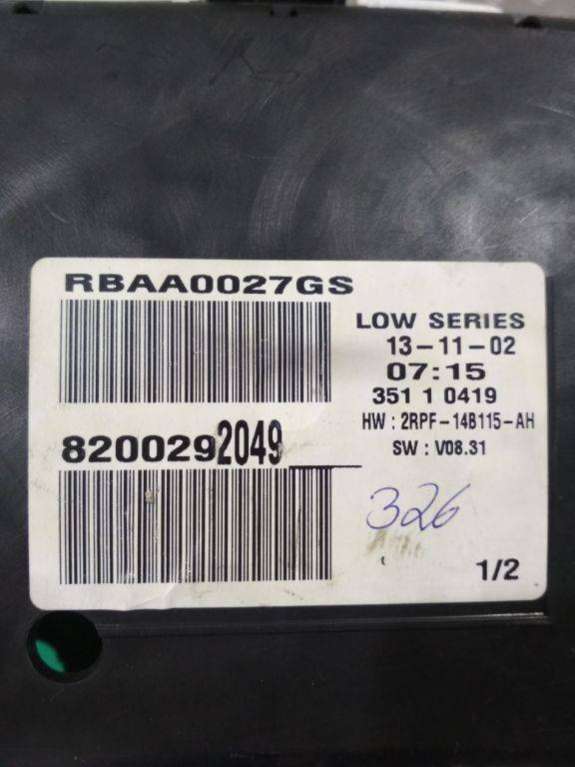 RBAA0027GS
LOW SERIES
13-11-02
07:15
351 1 0419
HW : 2RPF-14B115-AH
SW : V08.31
8200292049
326
1/2